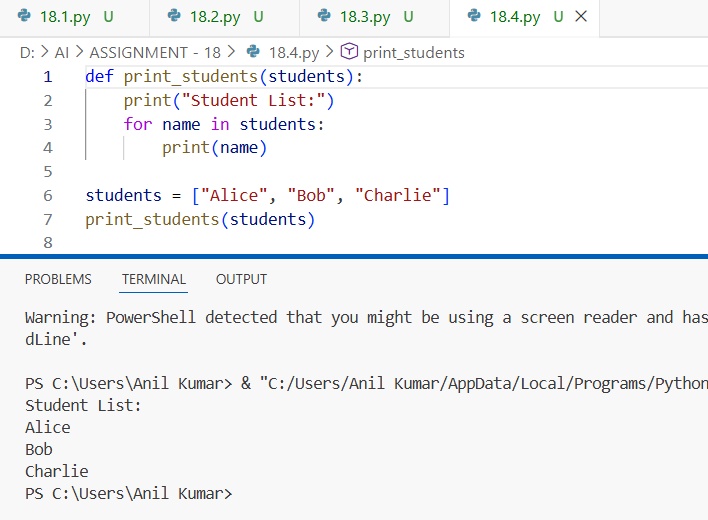 18.1.py U 18.2.py U 18.3.py U 18.4.py U
D: > AI > ASSIGNMENT - 18 > 18.4.py > print_students
1 def print_students(students):
2     print("Student List:")
3     for name in students:
4         print(name)
5
6 students = ["Alice", "Bob", "Charlie"]
7 print_students(students)
8
PROBLEMS TERMINAL OUTPUT
Warning: PowerShell detected that you might be using a screen reader and has
dLine'.
PS C:\Users\Anil Kumar> & "C:/Users/Anil Kumar/AppData/Local/Programs/Python
Student List:
Alice
Bob
Charlie
PS C:\Users\Anil Kumar>